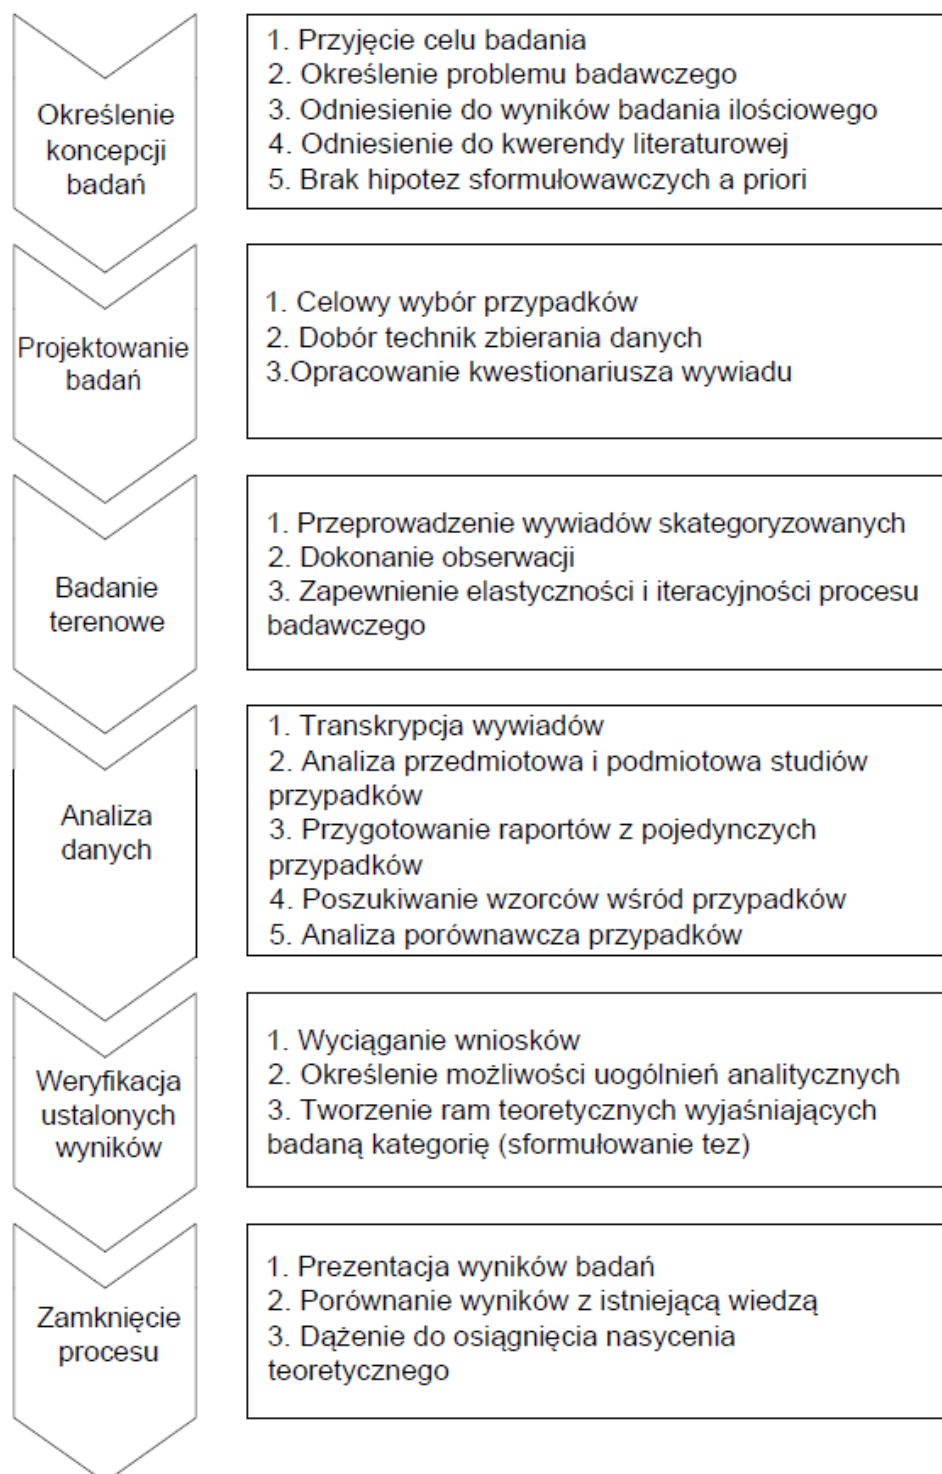 Określenie
koncepcji
badań
1. Przyjęcie celu badania
2. Określenie problemu badawczego
3. Odniesienie do wyników badania ilościowego
4. Odniesienie do kwerendy literaturowej
5. Brak hipotez sformułowawczych a priori
Projektowanie
badań
1. Celowy wybór przypadków
2. Dobór technik zbierania danych
3.Opracowanie kwestionariusza wywiadu
Badanie
terenowe
1. Przeprowadzenie wywiadów skategoryzowanych
2. Dokonanie obserwacji
3. Zapewnienie elastyczności i iteracyjności procesu
badawczego
Analiza
danych
1. Transkrypcja wywiadów
2. Analiza przedmiotowa i podmiotowa studiów
przypadków
3. Przygotowanie raportów z pojedynczych
przypadków
4. Poszukiwanie wzorców wśród przypadków
5. Analiza porównawcza przypadków
Weryfikacja
ustalonych
wyników
1. Wyciąganie wniosków
2. Określenie możliwości uogólnień analitycznych
3. Tworzenie ram teoretycznych wyjaśniających
badaną kategorię (sformułowanie tez)
Zamknięcie
procesu
1. Prezentacja wyników badań
2. Porównanie wyników z istniejącą wiedzą
3. Dążenie do osiągnięcia nasycenia
teoretycznego